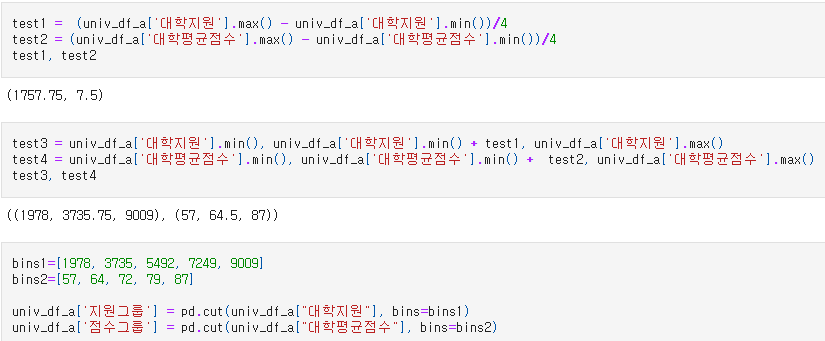 test1 =  (univ_df_a['대학지원'].max() - univ_df_a['대학지원'].min())/4
test2 = (univ_df_a['대학평균점수'].max() - univ_df_a['대학평균점수'].min())/4
test1, test2
(1757.75, 7.5)
test3 = univ_df_a['대학지원'].min(), univ_df_a['대학지원'].min() + test1, univ_df_a['대학지원'].max()
test4 = univ_df_a['대학평균점수'].min(), univ_df_a['대학평균점수'].min() +  test2, univ_df_a['대학평균점수'].max()
test3, test4
((1978, 3735.75, 9009), (57, 64.5, 87))
bins1=[1978, 3735, 5492, 7249, 9009]
bins2=[57, 64, 72, 79, 87]
univ_df_a['지원그룹'] = pd.cut(univ_df_a["대학지원"], bins=bins1)
univ_df_a['점수그룹'] = pd.cut(univ_df_a["대학평균점수"], bins=bins2)